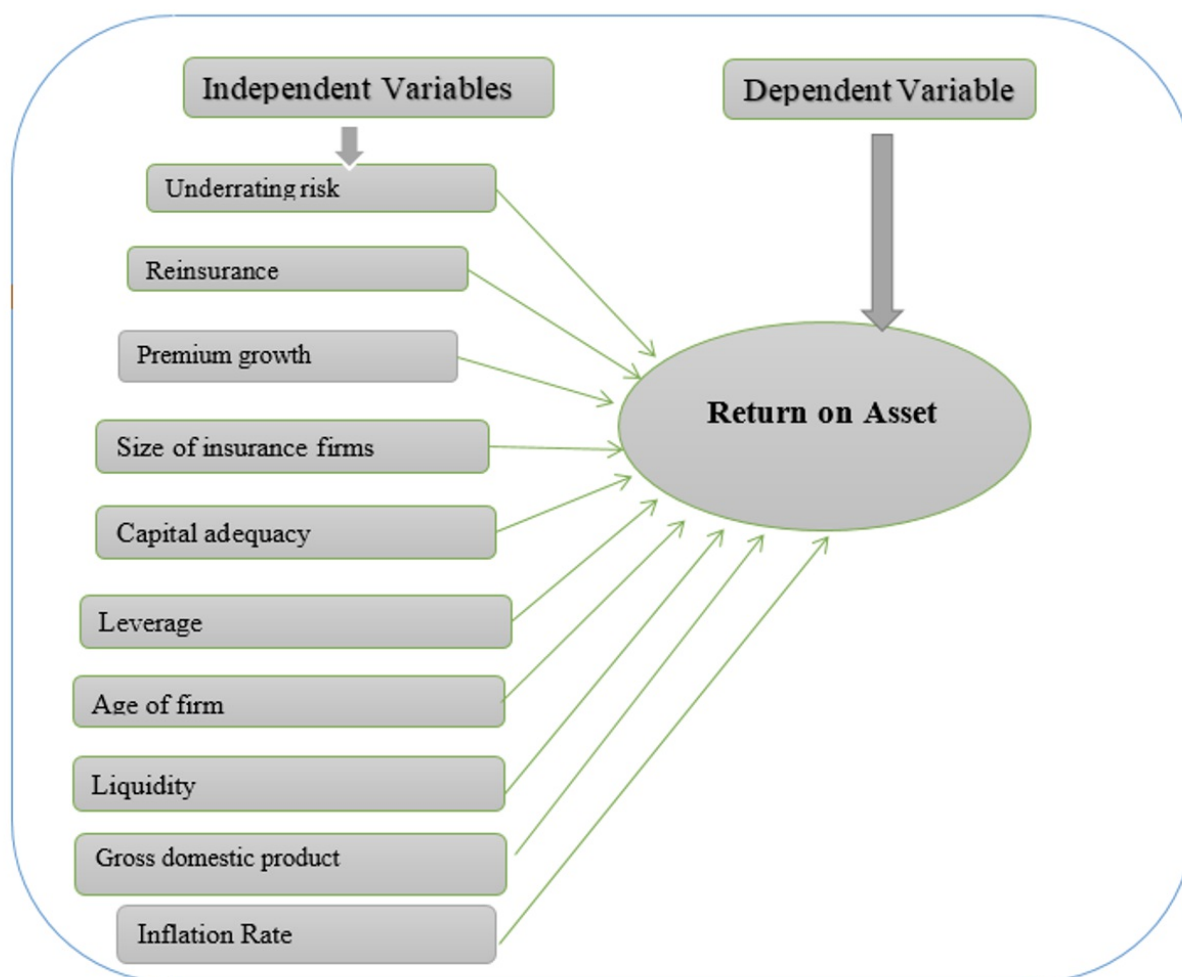 Independent Variables
Dependent Variable
Underrating risk
Reinsurance
Premium growth
Size of insurance firms
Capital adequacy
Leverage
Age of firm
Liquidity
Gross domestic product
Inflation Rate
Return on Asset